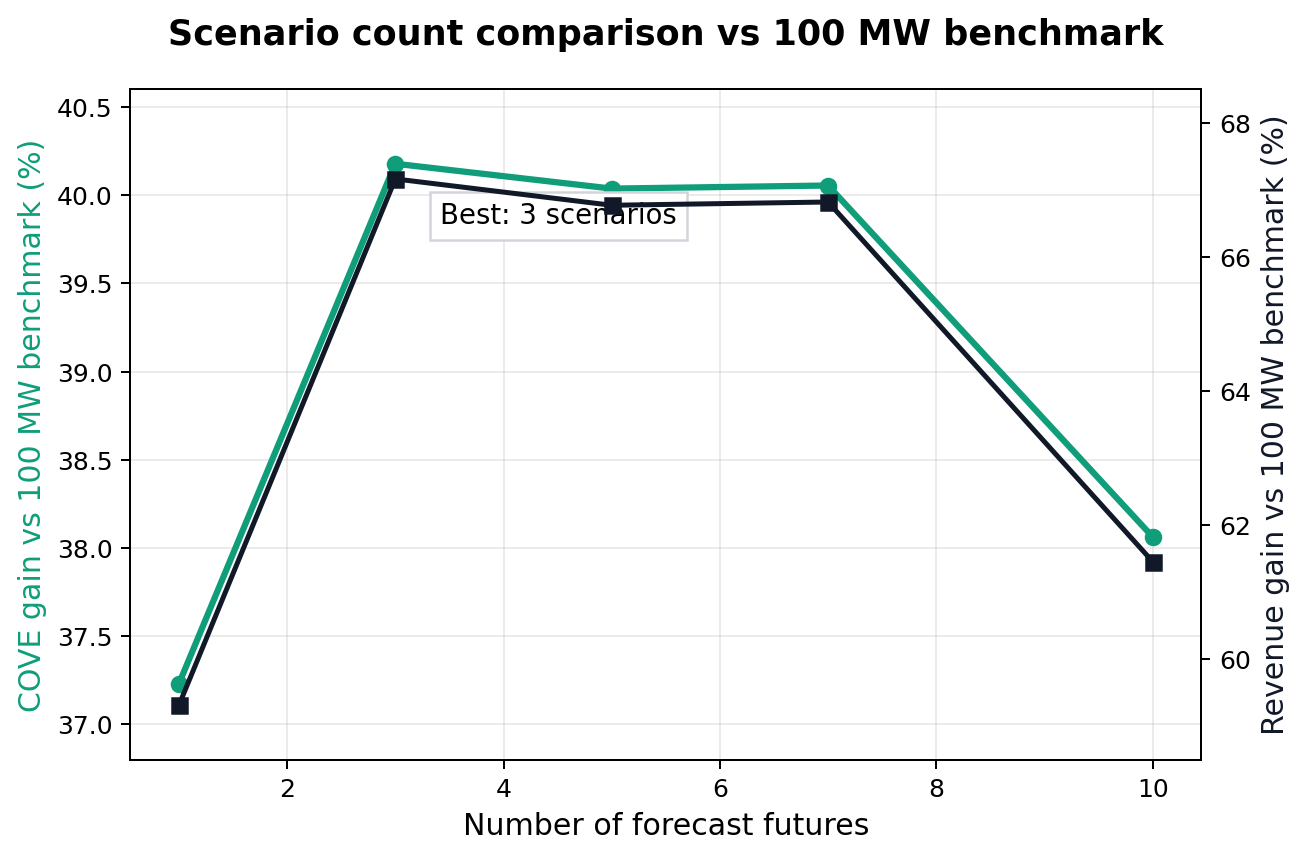 Scenario count comparison vs 100 MW benchmark
COVE gain vs 100 MW benchmark (%)
40.5
40.0
39.5
39.0
38.5
38.0
37.5
37.0
Best: 3 scenarios
68
66
64
62
60
Revenue gain vs 100 MW benchmark (%)
2 4 6 8 10
Number of forecast futures